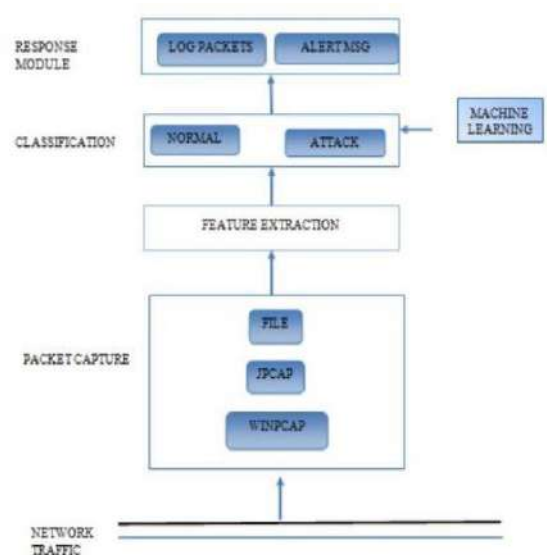 RESPONSE
MODULE
LOG PACKETS
ALERT MSG
CLASSIFICATION
NORMAL
ATTACK
MACHINE
LEARNING
FEATURE EXTRACTION
PACKET CAPTURE
FILE
JPCAP
WINPCAP
NETWORK
TRAFFIC